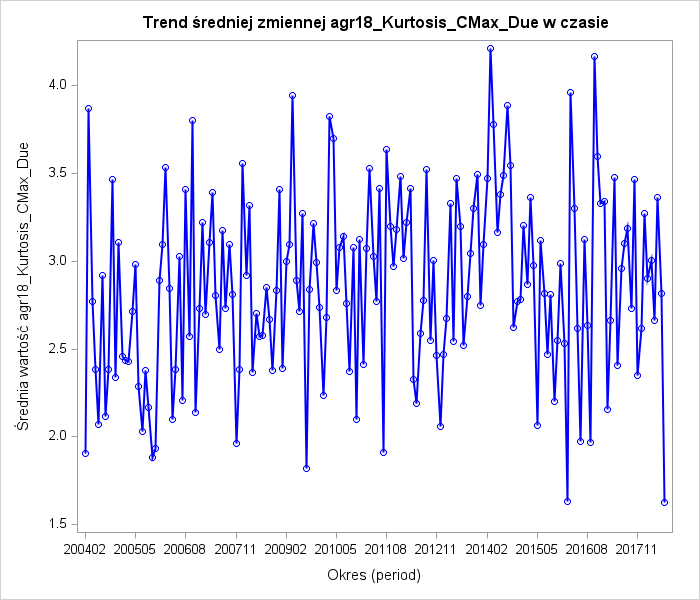 Trend średniej zmiennej agr18_Kurtosis_CMax_Due w czasie
Średnia wartość agr18_Kurtosis_CMax_Due
4.0
3.5
3.0
2.5
2.0
1.5
200402 200505 200608 200711 200902 201005 201108 201211 201402 201505 201608 201711
Okres (period)